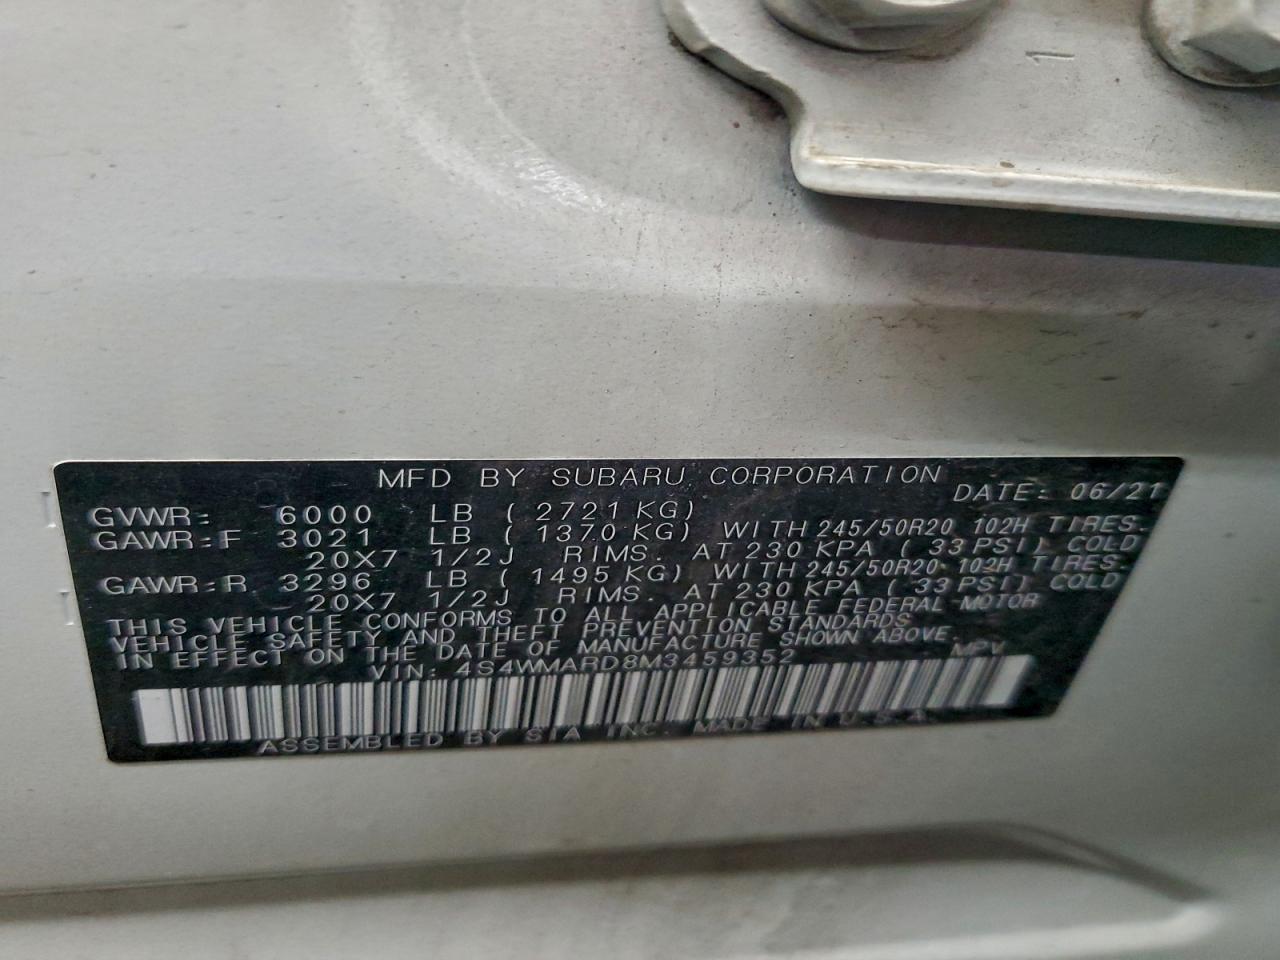 MFD BY SUBARU CORPORATION
DATE: 06/21
GVWR: 6000 LB ( 2721 KG)
GAWR:F 3021 LB ( 1370 KG) WITH 245/50R20 102H TIRES.
20X7 1/2J RIMS. AT 230 KPA ( 33 PSI) COLD
GAWR:R 3296 LB ( 1495 KG) WITH 245/50R20 102H TIRES.
20X7 1/2J RIMS. AT 230 KPA ( 33 PSI) COLD
THIS VEHICLE CONFORMS TO ALL APPLICABLE FEDERAL MOTOR
VEHICLE SAFETY AND THEFT PREVENTION STANDARDS
IN EFFECT ON THE DATE OF MANUFACTURE SHOWN ABOVE.
VIN: 4S4WMARD8M3459352 MPV
ASSEMBLED BY SIA INC. MADE IN U.S.A.
1